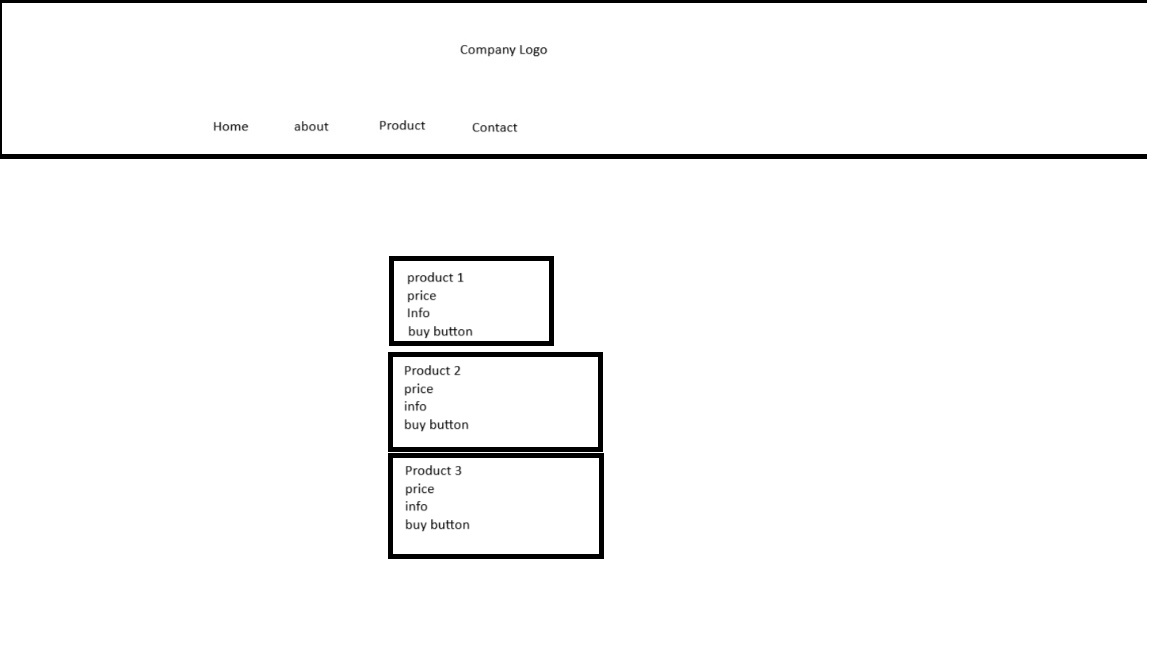 Company Logo
Home about Product Contact
product 1
price
Info
buy button
Product 2
price
info
buy button
Product 3
price
info
buy button